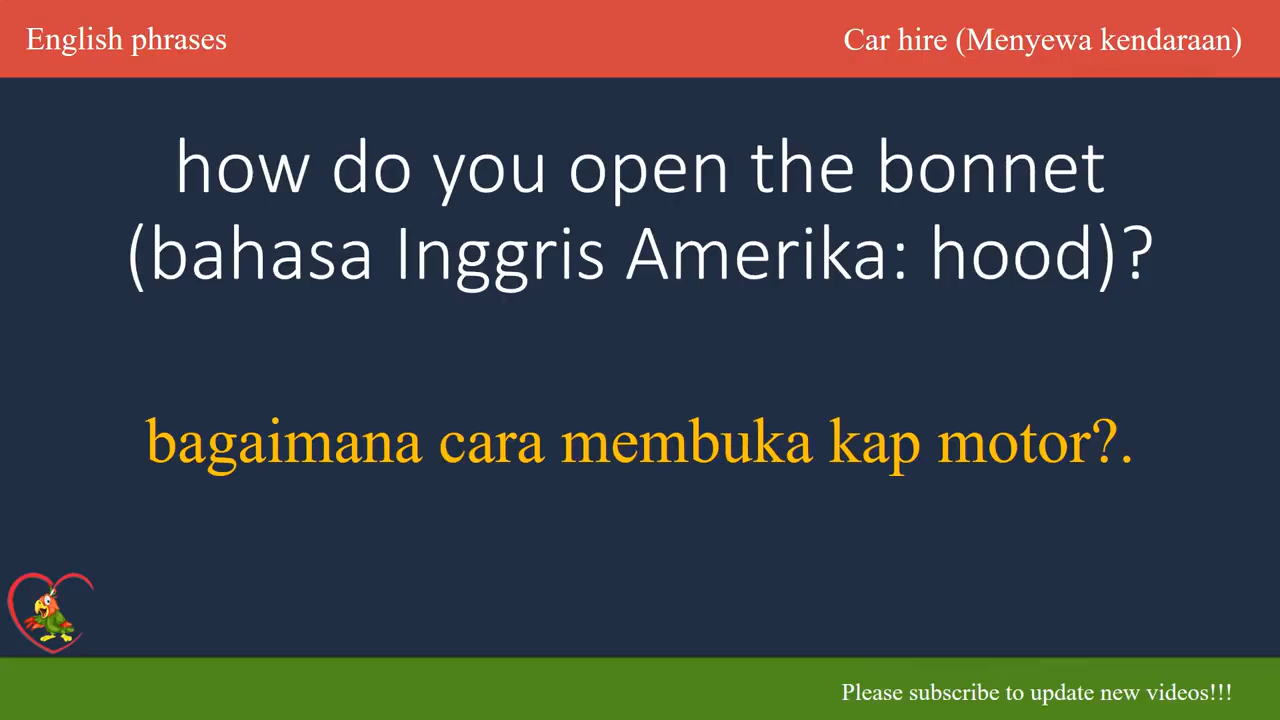 English phrases
Car hire (Menyewa kendaraan)
how do you open the bonnet
(bahasa Inggris Amerika: hood)?
bagaimana cara membuka kap motor?.
Please subscribe to update new videos!!!